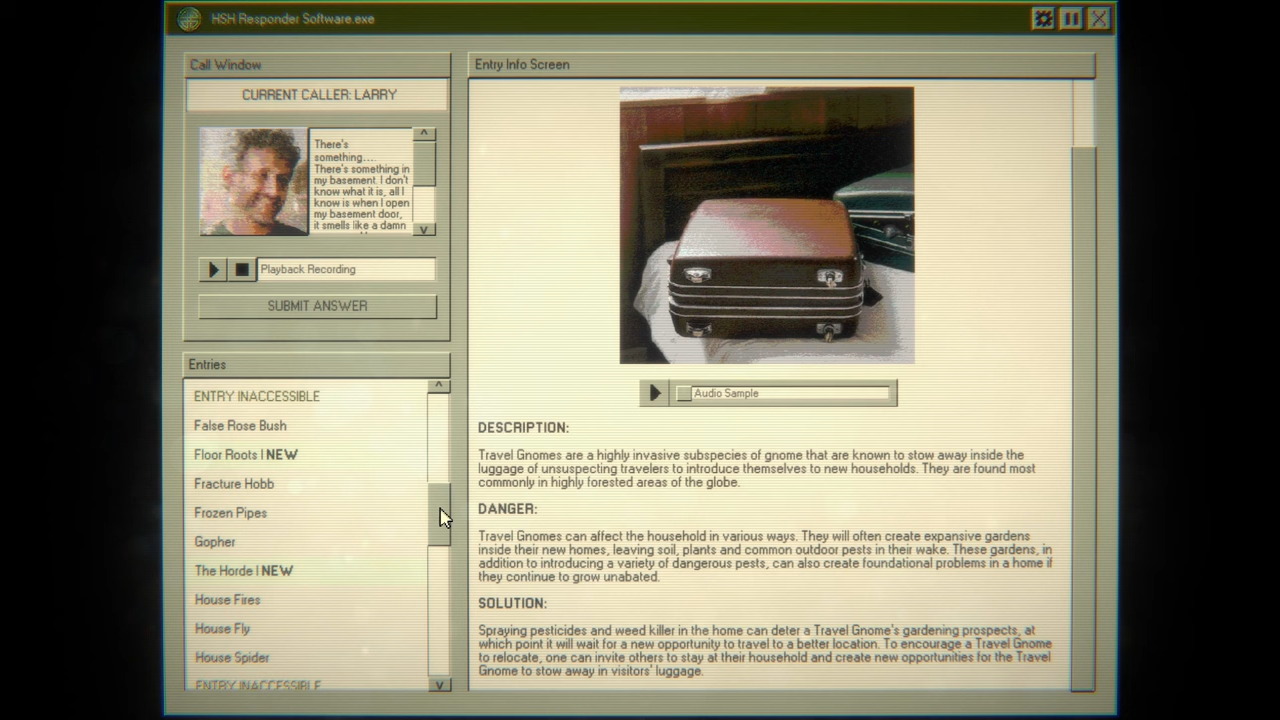 HSH Responder Software.exe
Call Window
CURRENT CALLER: LARRY
There's
something....
There's something in
my basement. I don't
know what it is, all I
know is when I open
my basement door,
it smells like a damn
Playback Recording
SUBMIT ANSWER
Entries
ENTRY INACCESSIBLE
False Rose Bush
Floor Roots | NEW
Fracture Hobb
Frozen Pipes
Gopher
The Horde | NEW
House Fires
House Fly
House Spider
ENTRY INACCESSIBLE
Entry Info Screen
Audio Sample
DESCRIPTION:
Travel Gnomes are a highly invasive subspecies of gnome that are known to stow away inside the
luggage of unsuspecting travelers to introduce themselves to new households. They are found most
commonly in highly forested areas of the globe.
DANGER:
Travel Gnomes can affect the household in various ways. They will often create expansive gardens
inside their new homes, leaving soil, plants and common outdoor pests in their wake. These gardens, in
addition to introducing a variety of dangerous pests, can also create foundational problems in a home if
they continue to grow unabated.
SOLUTION:
Spraying pesticides and weed killer in the home can deter a Travel Gnome's gardening prospects, at
which point it will wait for a new opportunity to travel to a better location. To encourage a Travel Gnome
to relocate, one can invite others to stay at their household and create new opportunities for the Travel
Gnome to stow away in visitors' luggage.